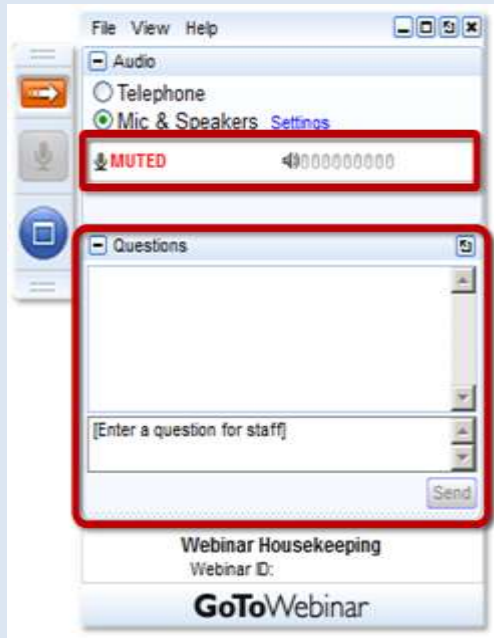 File View Help
Audio
Telephone
Mic & Speakers Settings
MUTED
Questions
[Enter a question for staff]
Send
Webinar Housekeeping
Webinar ID:
GoToWebinar